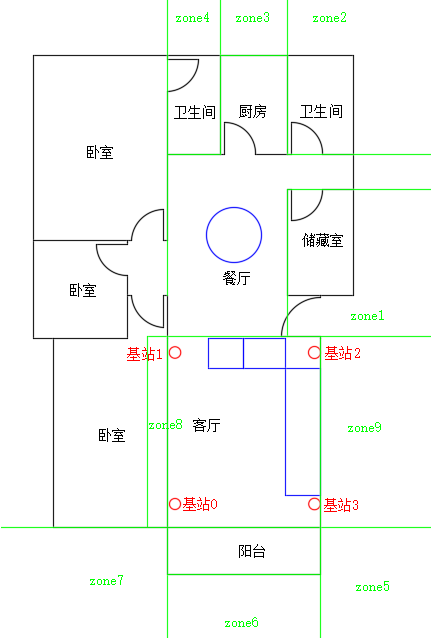 zone4
zone3
zone2
卫生间
厨房
卫生间
卧室
储藏室
餐厅
卧室
zone1
基站1
基站2
zone8
客厅
zone9
卧室
基站0
基站3
阳台
zone7
zone5
zone6